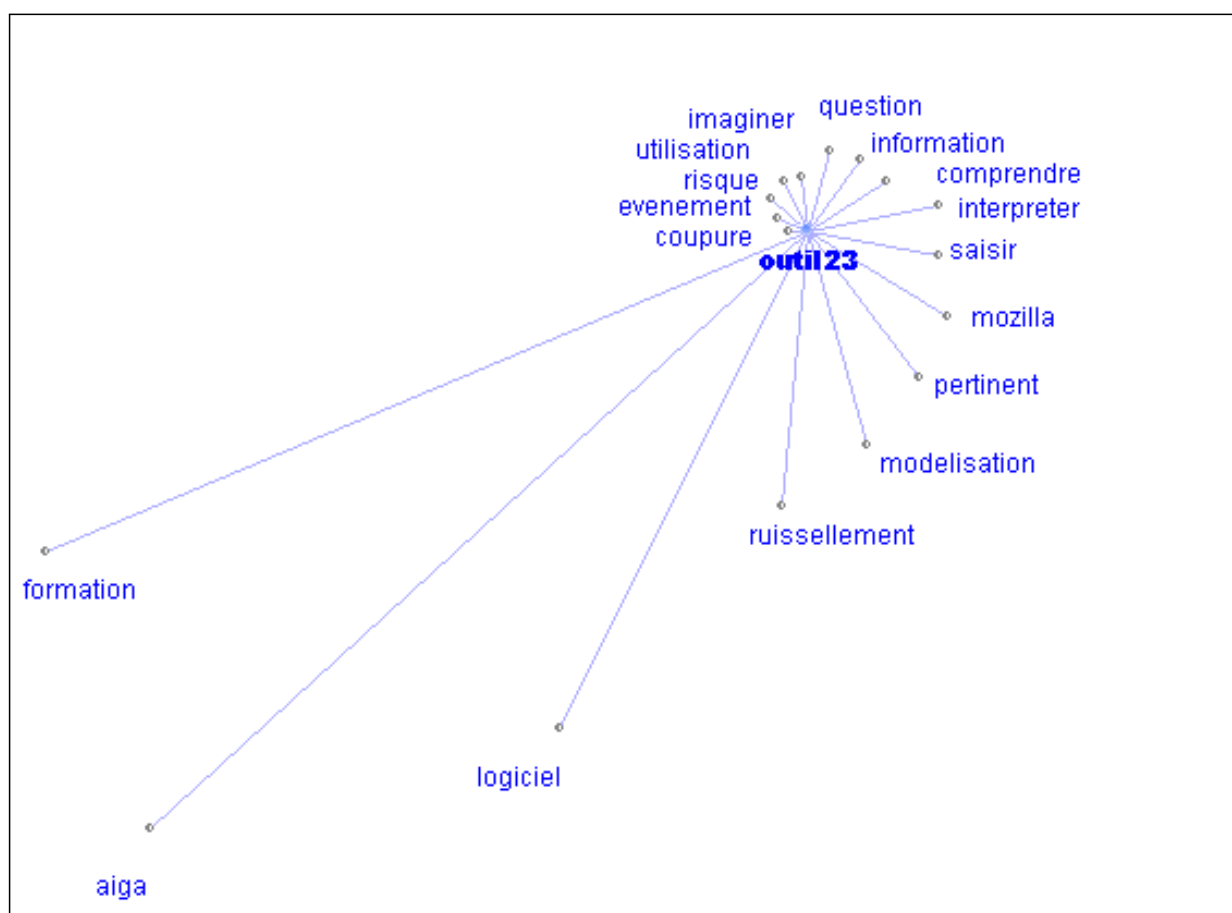 question
imaginer
information
utilisation
comprendre
risque
interpreter
evenement
coupure
saisir
outil23
mozilla
pertinent
modelisation
ruissellement
formation
logiciel
aiga